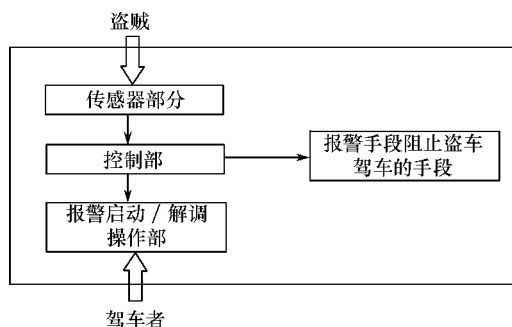 盗贼
传感器部分
控制部
报警手段阻止盗车
驾车的手段
报警启动 / 解调
操作部
驾车者